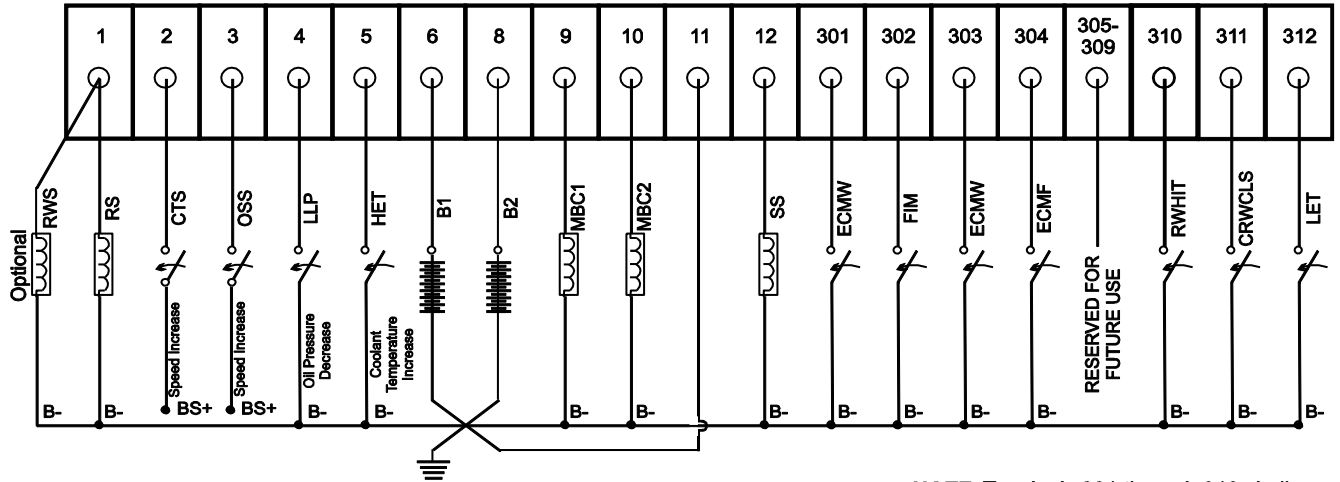 1 2 3 4 5 6 8 9 10 11 12 301 302 303 304 305-309 310 311 312
Optional
RWS
RS
CTS
OSS
LLP
HET
B1
B2
MBC1
MBC2
SS
ECMW
FIM
ECMW
ECMF
RESERVED FOR
FUTURE USE
RWHIT
CRWCLS
LET
Speed Increase
Speed Increase
Oil Pressure
Decrease
Coolant
Temperature
Increase
B- B- BS+ BS+ B- B- B- B- B- B- B- B- B- B- B- B-